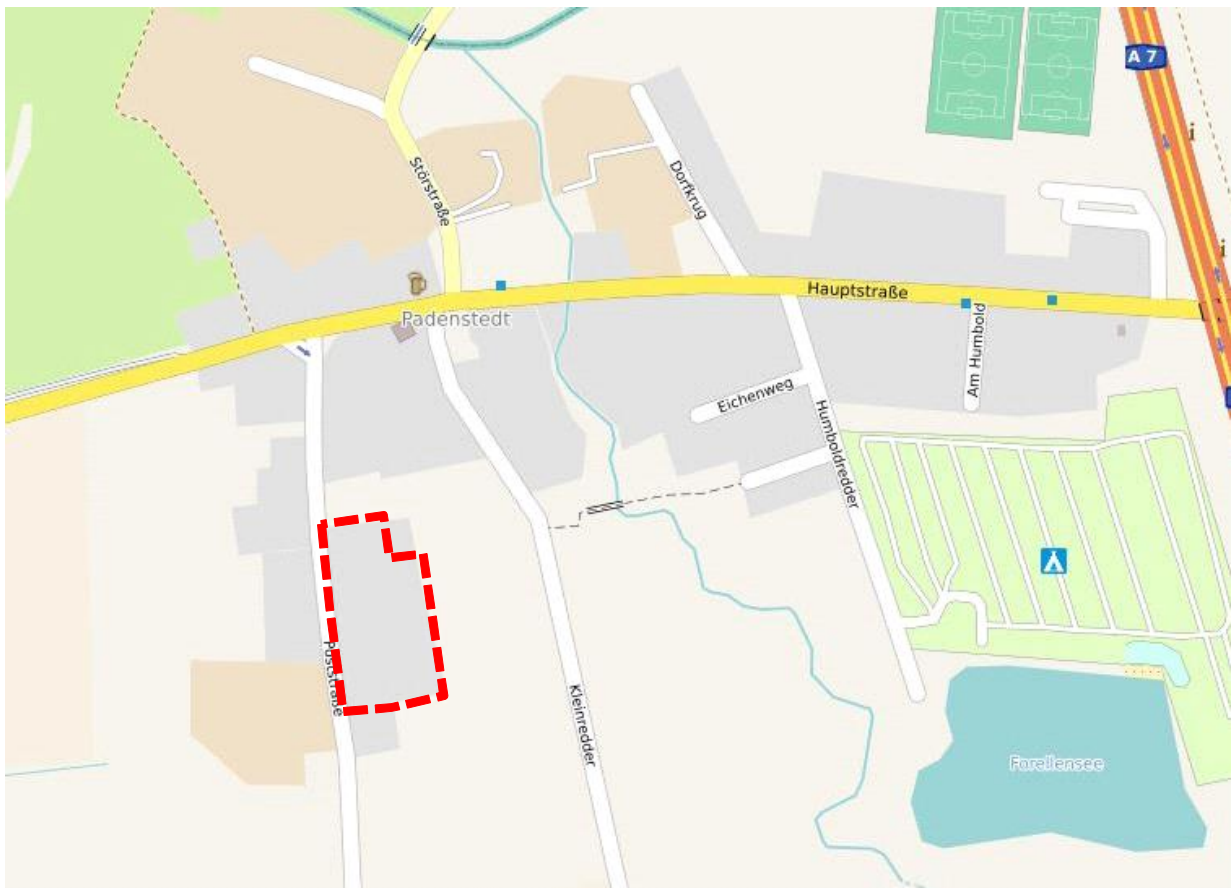 A 7
i
Störstraße
Dorfkrug
i
Hauptstraße
Padenstedt
Am Humbold
Eichenweg
Humboldredder
Poststraße
Kleinredder
Forellensee